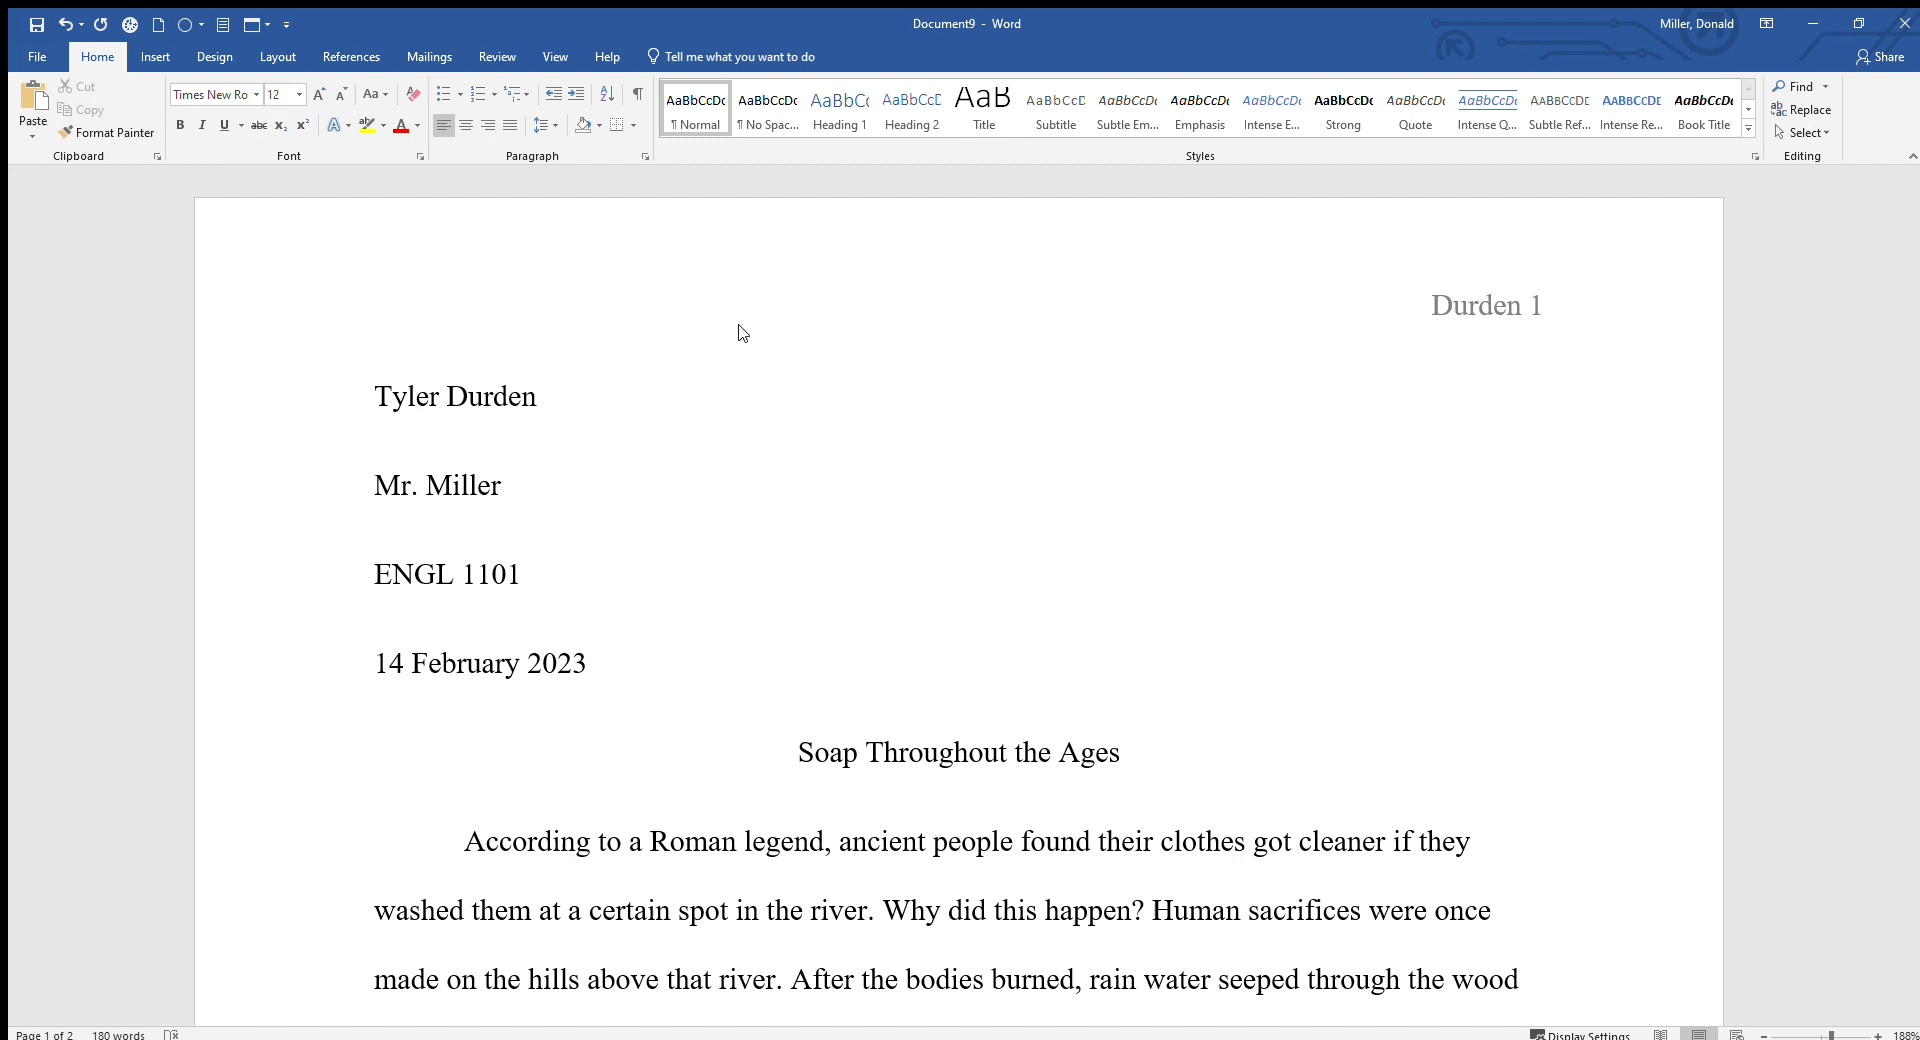 Document9 - Word
Miller, Donald
File Home Insert Design Layout References Mailings Review View Help Tell me what you want to do
Share
Paste
Cut
Copy
Format Painter
Clipboard
Times New Ro 12
Aa
B I U abc x₂ x²
A A
Font
Paragraph
AaBbCcDc AaBbCcDc AaBbC AaBbCcC AaB AaBbCcD AaBbCcDc AaBbCcDc AaBbCcDc AaBbCcDc AaBbCcDc AaBbCcDc AABBCCDE AABBCCDE AaBbCcDc
¶ Normal ¶ No Spac... Heading 1 Heading 2 Title Subtitle Subtle Em... Emphasis Intense E... Strong Quote Intense Q... Subtle Ref... Intense Re... Book Title
Styles
Find
Replace
Select
Editing
Durden 1
Tyler Durden
Mr. Miller
ENGL 1101
14 February 2023
Soap Throughout the Ages
According to a Roman legend, ancient people found their clothes got cleaner if they
washed them at a certain spot in the river. Why did this happen? Human sacrifices were once
made on the hills above that river. After the bodies burned, rain water seeped through the wood
Page 1 of 2 180 words
Display Settings
188%